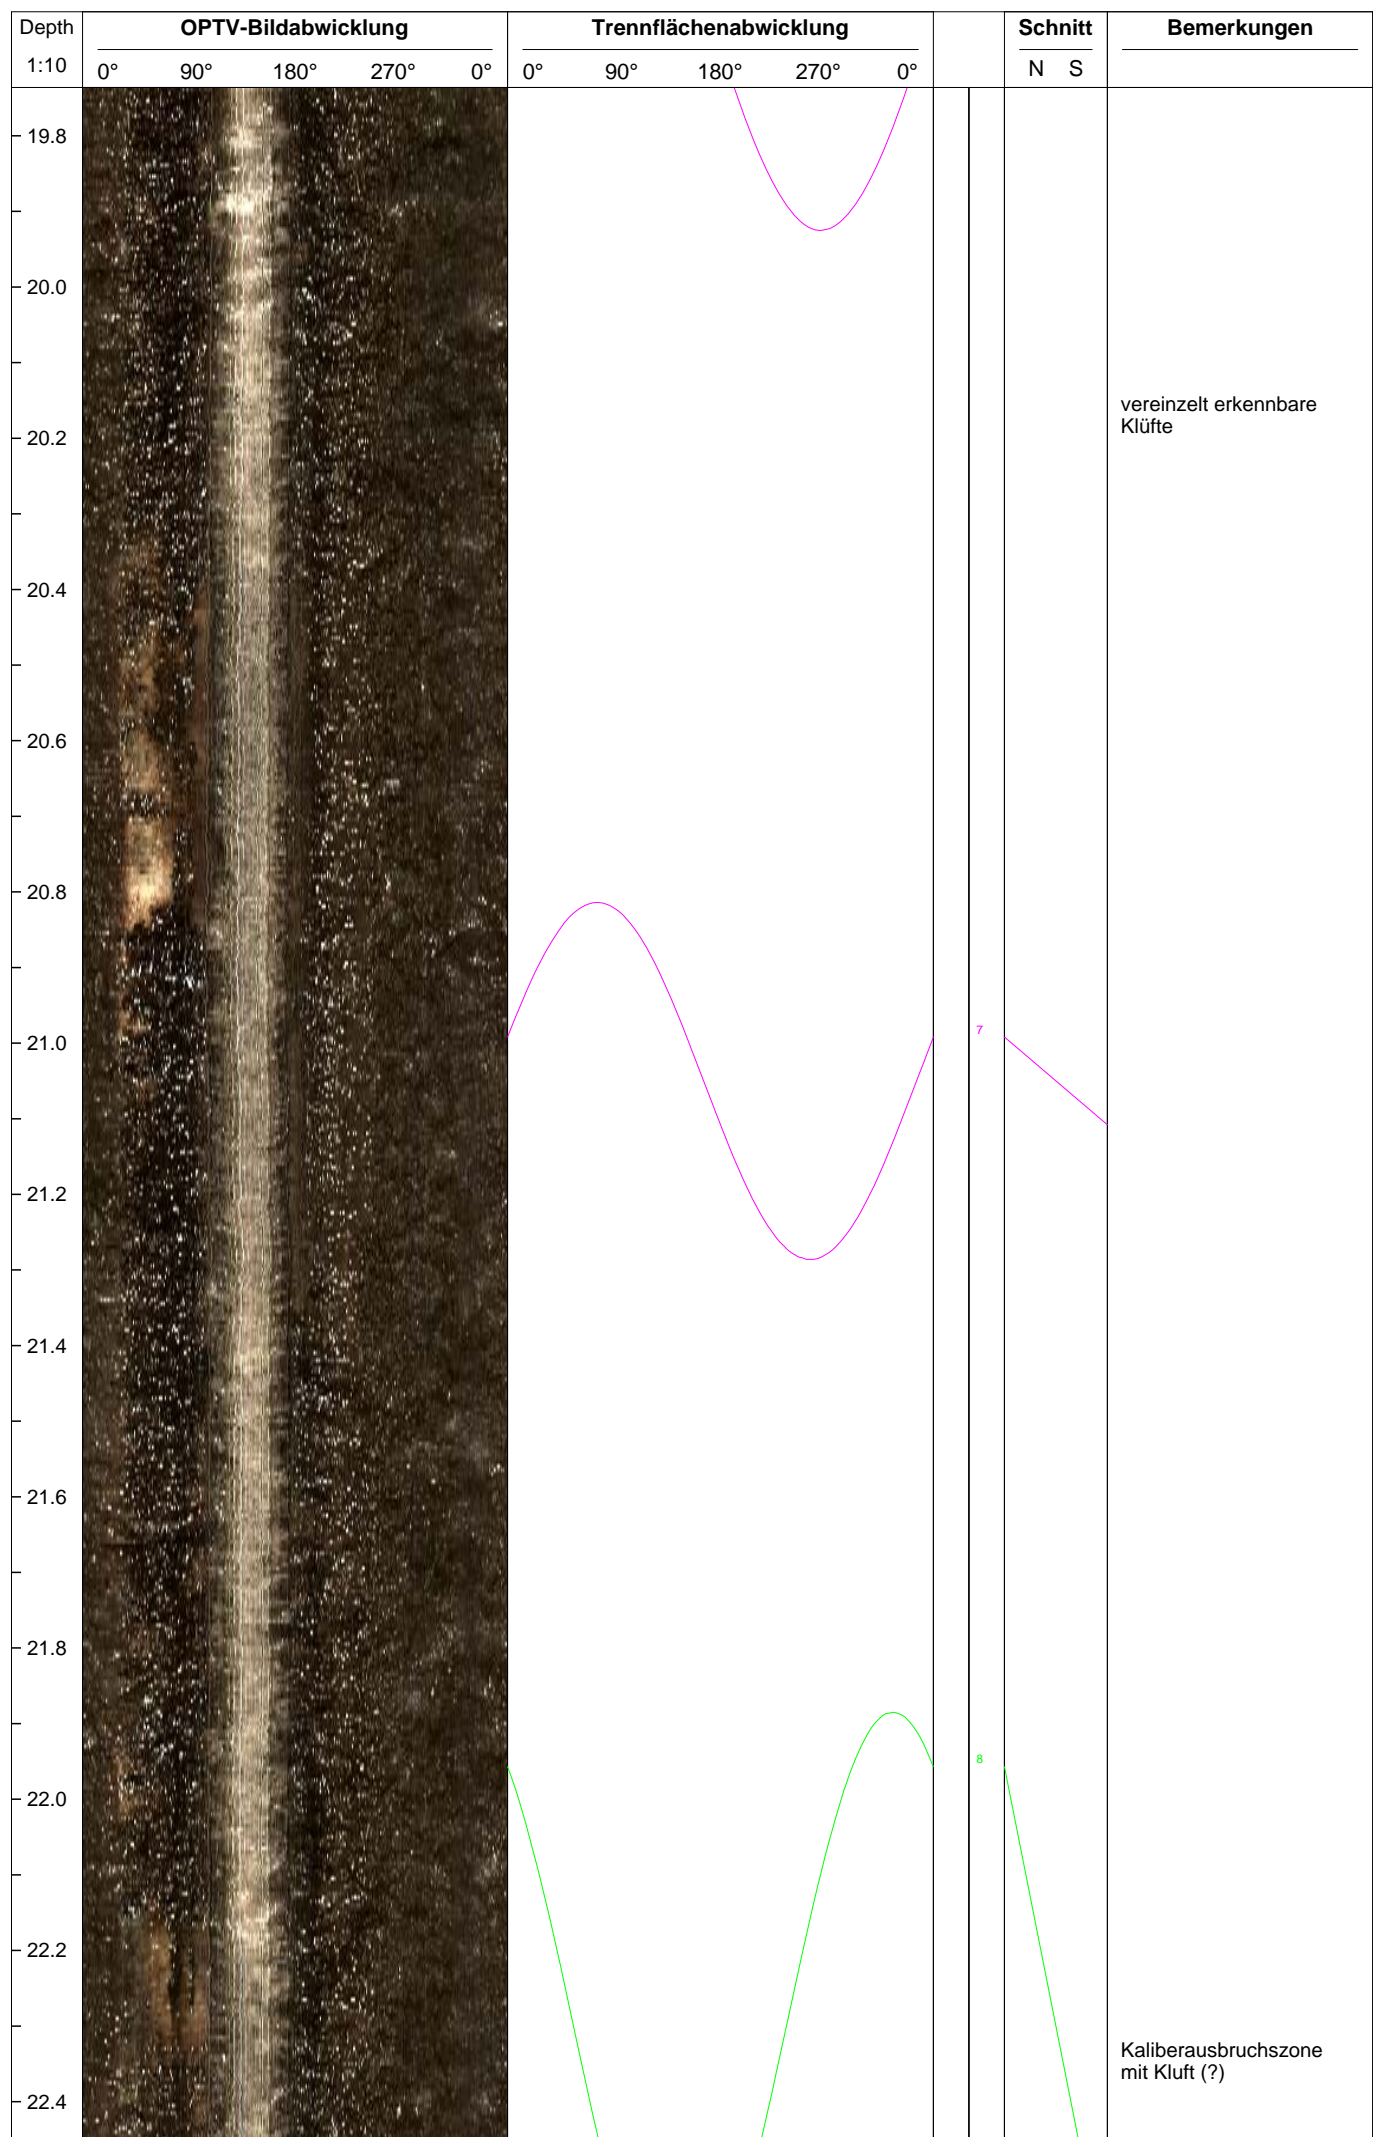 Depth
1:10
OPTV-Bildabwicklung
0° 90° 180° 270° 0°
Trennflächenabwicklung
0° 90° 180° 270° 0°
Schnitt
N S
Bemerkungen
19.8
20.0
vereinzelt erkennbare
Klüfte
20.2
20.4
20.6
20.8
7
21.0
21.2
21.4
21.6
21.8
8
22.0
22.2
Kaliberausbruchszone
mit Kluft (?)
22.4